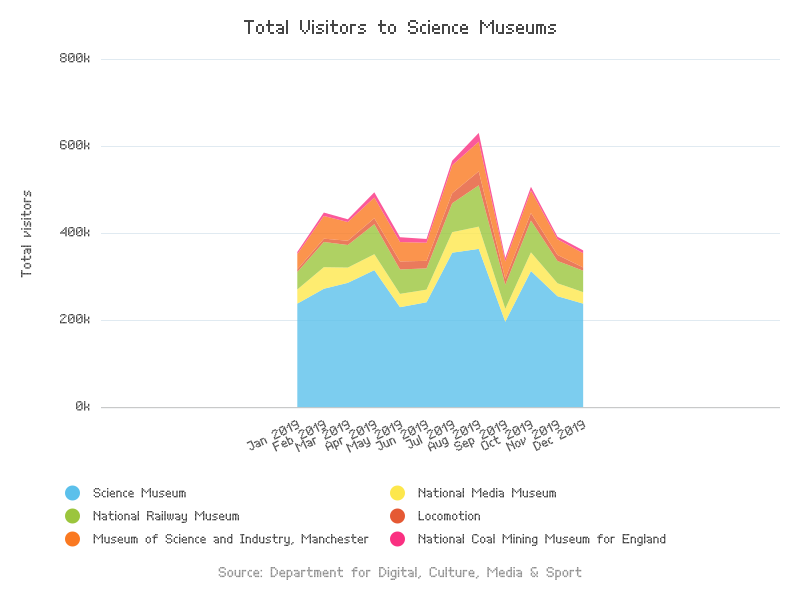 Total Visitors to Science Museums
800k
600k
400k
200k
0k
Total visitors
Jan 2019
Feb 2019
Mar 2019
Apr 2019
May 2019
Jun 2019
Jul 2019
Aug 2019
Sep 2019
Oct 2019
Nov 2019
Dec 2019
Science Museum
National Media Museum
National Railway Museum
Locomotion
Museum of Science and Industry, Manchester
National Coal Mining Museum for England
Source: Department for Digital, Culture, Media & Sport